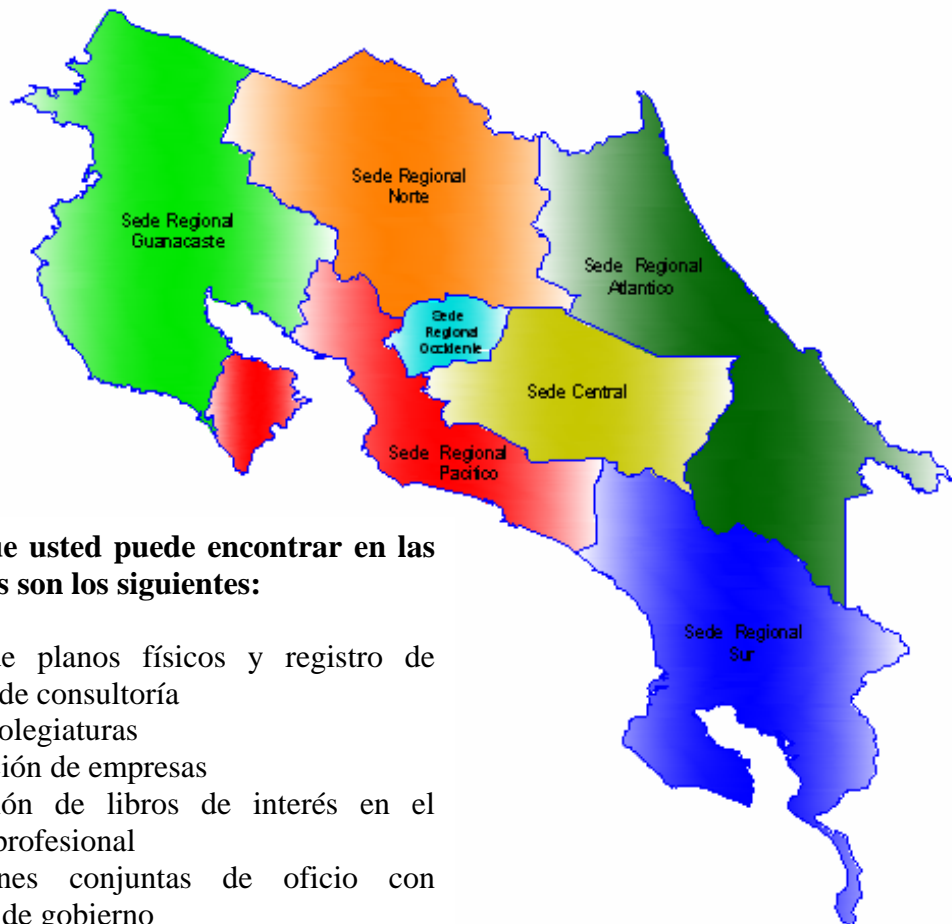 Sede Regional
Norte
Sede Regional
Guanacaste
Sede Regional
Atlantico
Sede
Regional
Occidente
Sede Central
Sede Regional
Pacifico
Sede Regional
Sur
ue usted puede encontrar en las
s son los siguientes:
e planos físicos y registro de
de consultoría
olegiaturas
ción de empresas
ión de libros de interés en el
profesional
nes conjuntas de oficio con
de gobierno